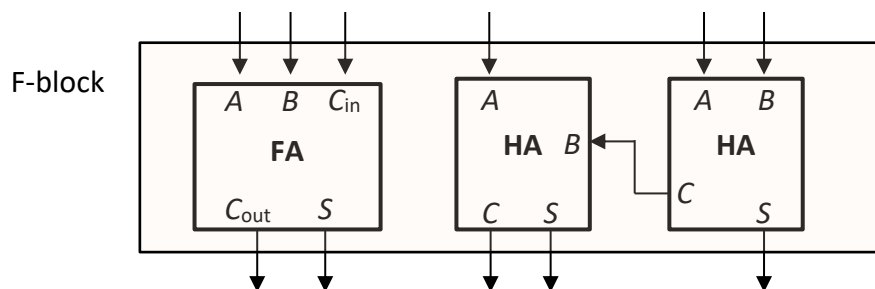 F-block
A B Cin
FA
Cout S
A
HA B
C S
A B
HA
C
S